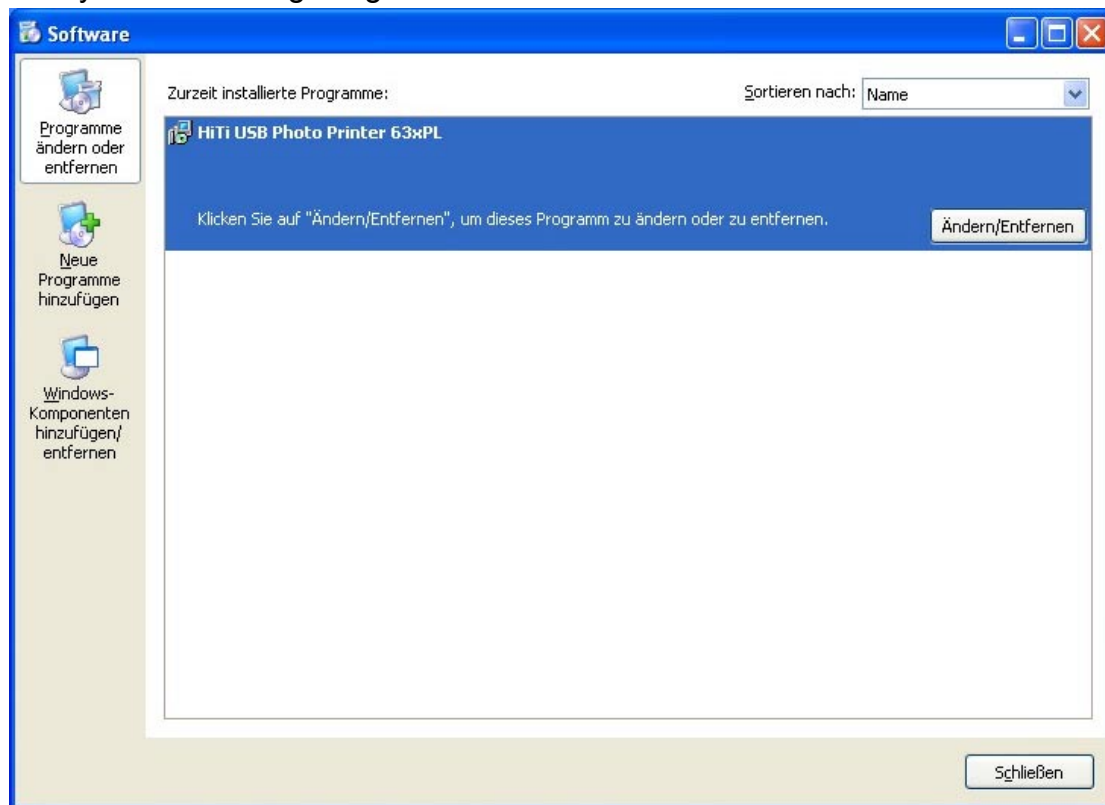 Software
Programme
ändern oder
entfernen
Neue
Programme
hinzufügen
Windows-
Komponenten
hinzufügen/
entfernen
Zurzeit installierte Programme:
Sortieren nach: Name
HiTi USB Photo Printer 63xPL
Klicken Sie auf "Ändern/Entfernen", um dieses Programm zu ändern oder zu entfernen.
Ändern/Entfernen
Schließen